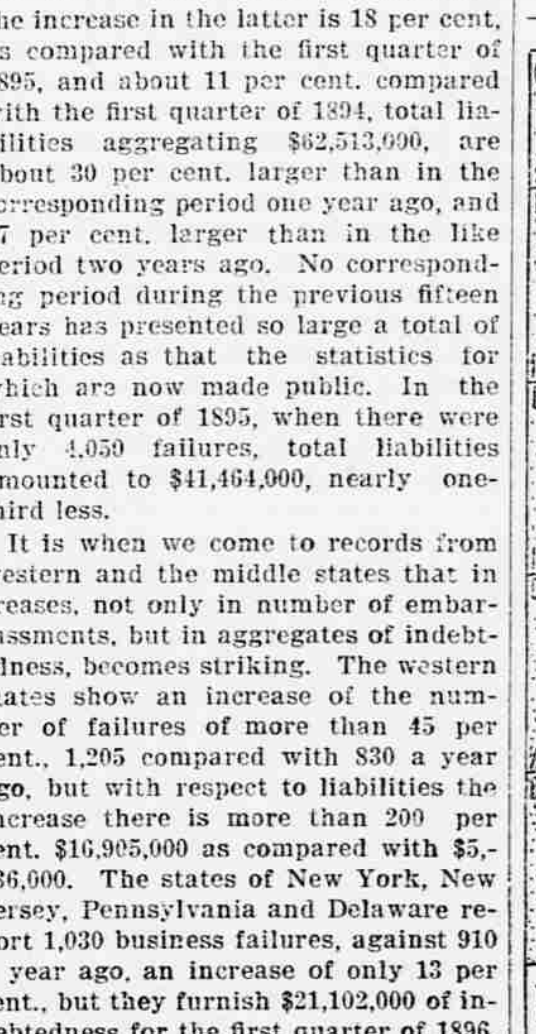 he increase in the latter is 18 per cent,
s compared with the first quarter of
895, and about 11 per cent. compared
ith the first quarter of 1894, total lia-
ilities aggregating are
bout 30 per cent. larger than in the
orresponding period one year ago, and
7 per cent. larger than in the like
eriod two years ago. No correspond-
ng period during the previous fifteen
ears has presented so large a total of
abilities as that the statistics for
hich are now made public. In the
rst quarter of 1895, when there were
nly failures, total liabilities
mounted to $41,464,000, nearly one-
hird less.
It is when we come to records from
estern and the middle states that in
reases, not only in number of embar-
assments, but in aggregates of indebt-
dness, becomes striking. The western
tates show an increase of the num-
er of failures of more than 45 per
ent., 1,205 compared with 830 a year
go, but with respect to liabilities the
ncrease there is more than 200 per
ent. $16,905,000 as compared with $5,-
36,000. The states of New York, New
ersey, Pennsylvania and Delaware re-
ort 1,030 business failures, against 910
year ago, an increase of only 13 per
ent., but they furnish $21,102,000 of in-
ebtedness for the first quarter of 1896,